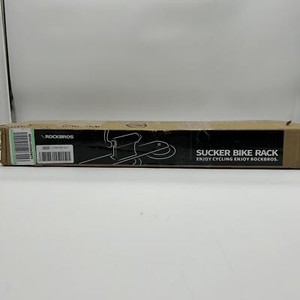 ROCKBROS
SUCKER BIKE RACK
ENJOY CYCLING ENJOY ROCKBROS.